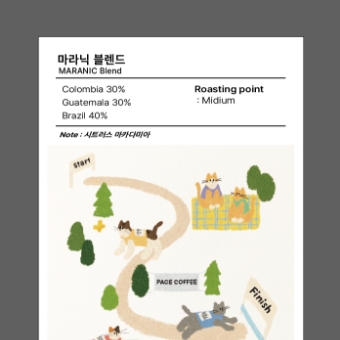 마라닉 블렌드
MARANIC Blend
Colombia 30%
Guatemala 30%
Brazil 40%
Roasting point
: Midium
Note : 시트러스 마카다미아
Start
PACE COFFEE
Finish